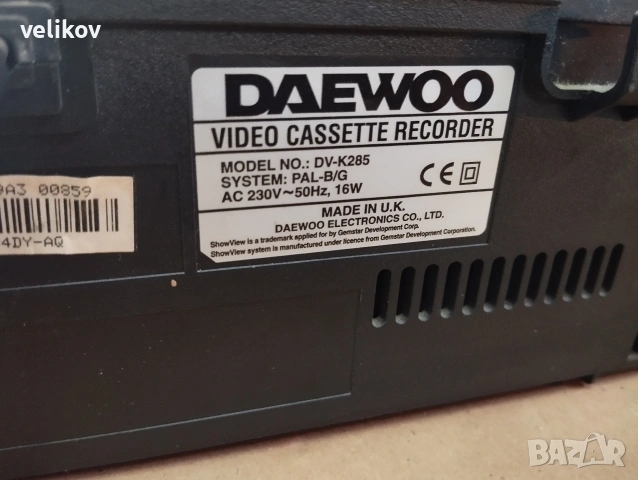 velikov
DAEWOO
VIDEO CASSETTE RECORDER
MODEL NO.: DV-K285
SYSTEM: PAL-B/G
AC 230V~50Hz, 16W
CE
MADE IN U.K.
DAEWOO ELECTRONICS CO., LTD.
ShowView is a trademark applied for by Gemstar Development Corp.
ShowView system is manufactured under licence from Gemstar Development Corporation.
00859
4DY-AQ
BAZAR